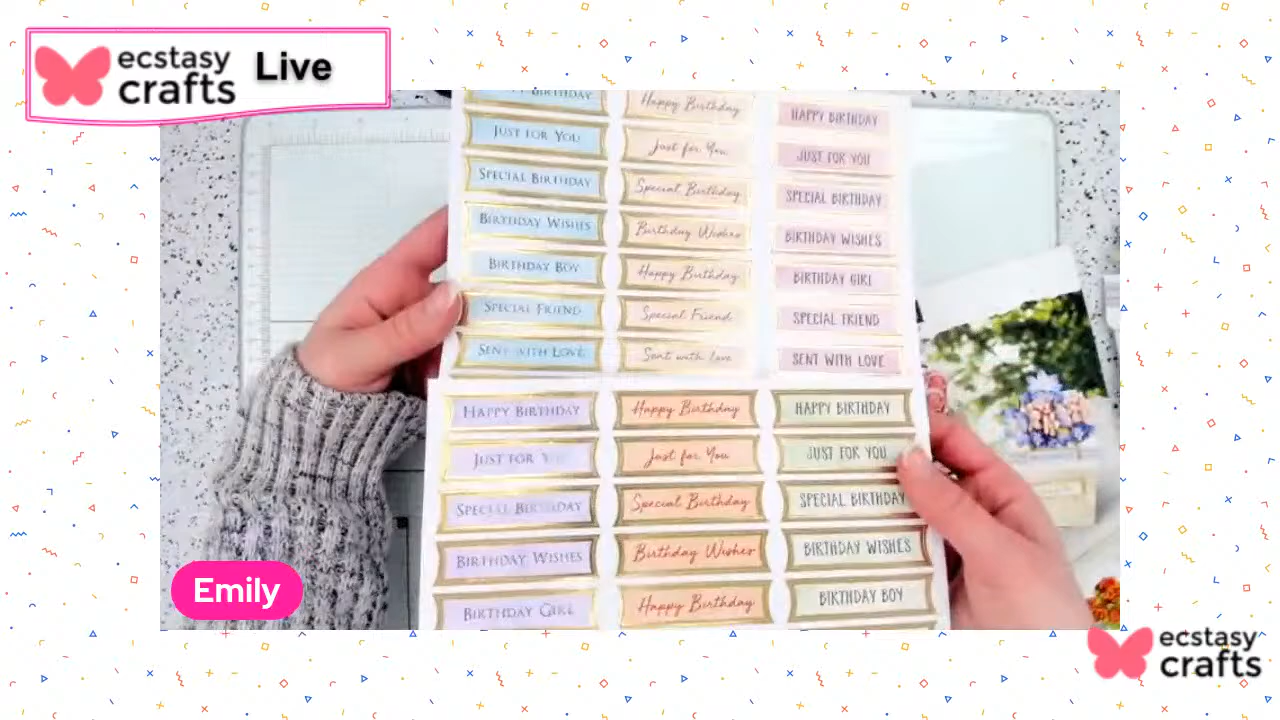 ecstasy
crafts
Live
BIRTHDAY
JUST FOR YOU
SPECIAL BIRTHDAY
BIRTHDAY WISHES
BIRTHDAY BOY
SPECIAL FRIEND
SENT WITH LOVE
Happy Birthday
Just for You
Special Birthday
Birthday Wishes
Happy Birthday
Special Friend
Sent with love
HAPPY BIRTHDAY
JUST FOR YOU
SPECIAL BIRTHDAY
BIRTHDAY WISHES
BIRTHDAY GIRL
SPECIAL FRIEND
SENT WITH LOVE
HAPPY BIRTHDAY
JUST FOR
SPECIAL BIRTHDAY
BIRTHDAY WISHES
BIRTHDAY GIRL
Happy Birthday
Just for You
Special Birthday
Birthday Wishes
Happy Birthday
HAPPY BIRTHDAY
JUST FOR YOU
SPECIAL BIRTHDAY
BIRTHDAY WISHES
BIRTHDAY BOY
Emily
ecstasy
crafts